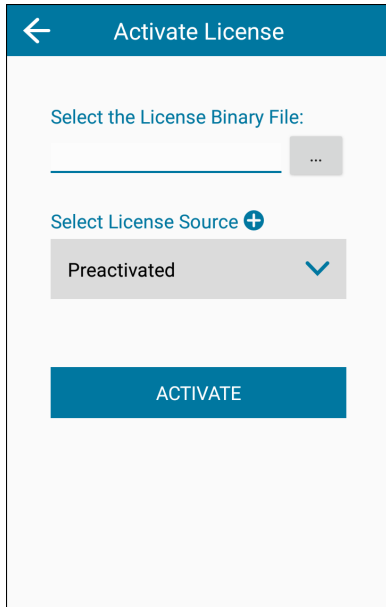 Activate License
Select the License Binary File:
...
Select License Source
Preactivated
ACTIVATE